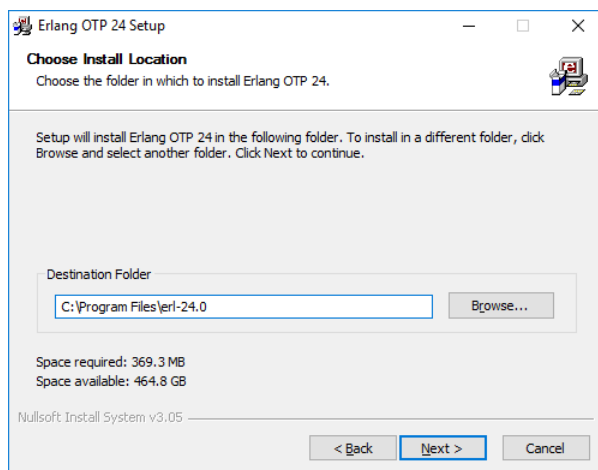 Erlang OTP 24 Setup
Choose Install Location
Choose the folder in which to install Erlang OTP 24.
Setup will install Erlang OTP 24 in the following folder. To install in a different folder, click
Browse and select another folder. Click Next to continue.
Destination Folder
C:\Program Files\erl-24.0
Browse...
Space required: 369.3 MB
Space available: 464.8 GB
Nullsoft Install System v3.05
< Back
Next >
Cancel